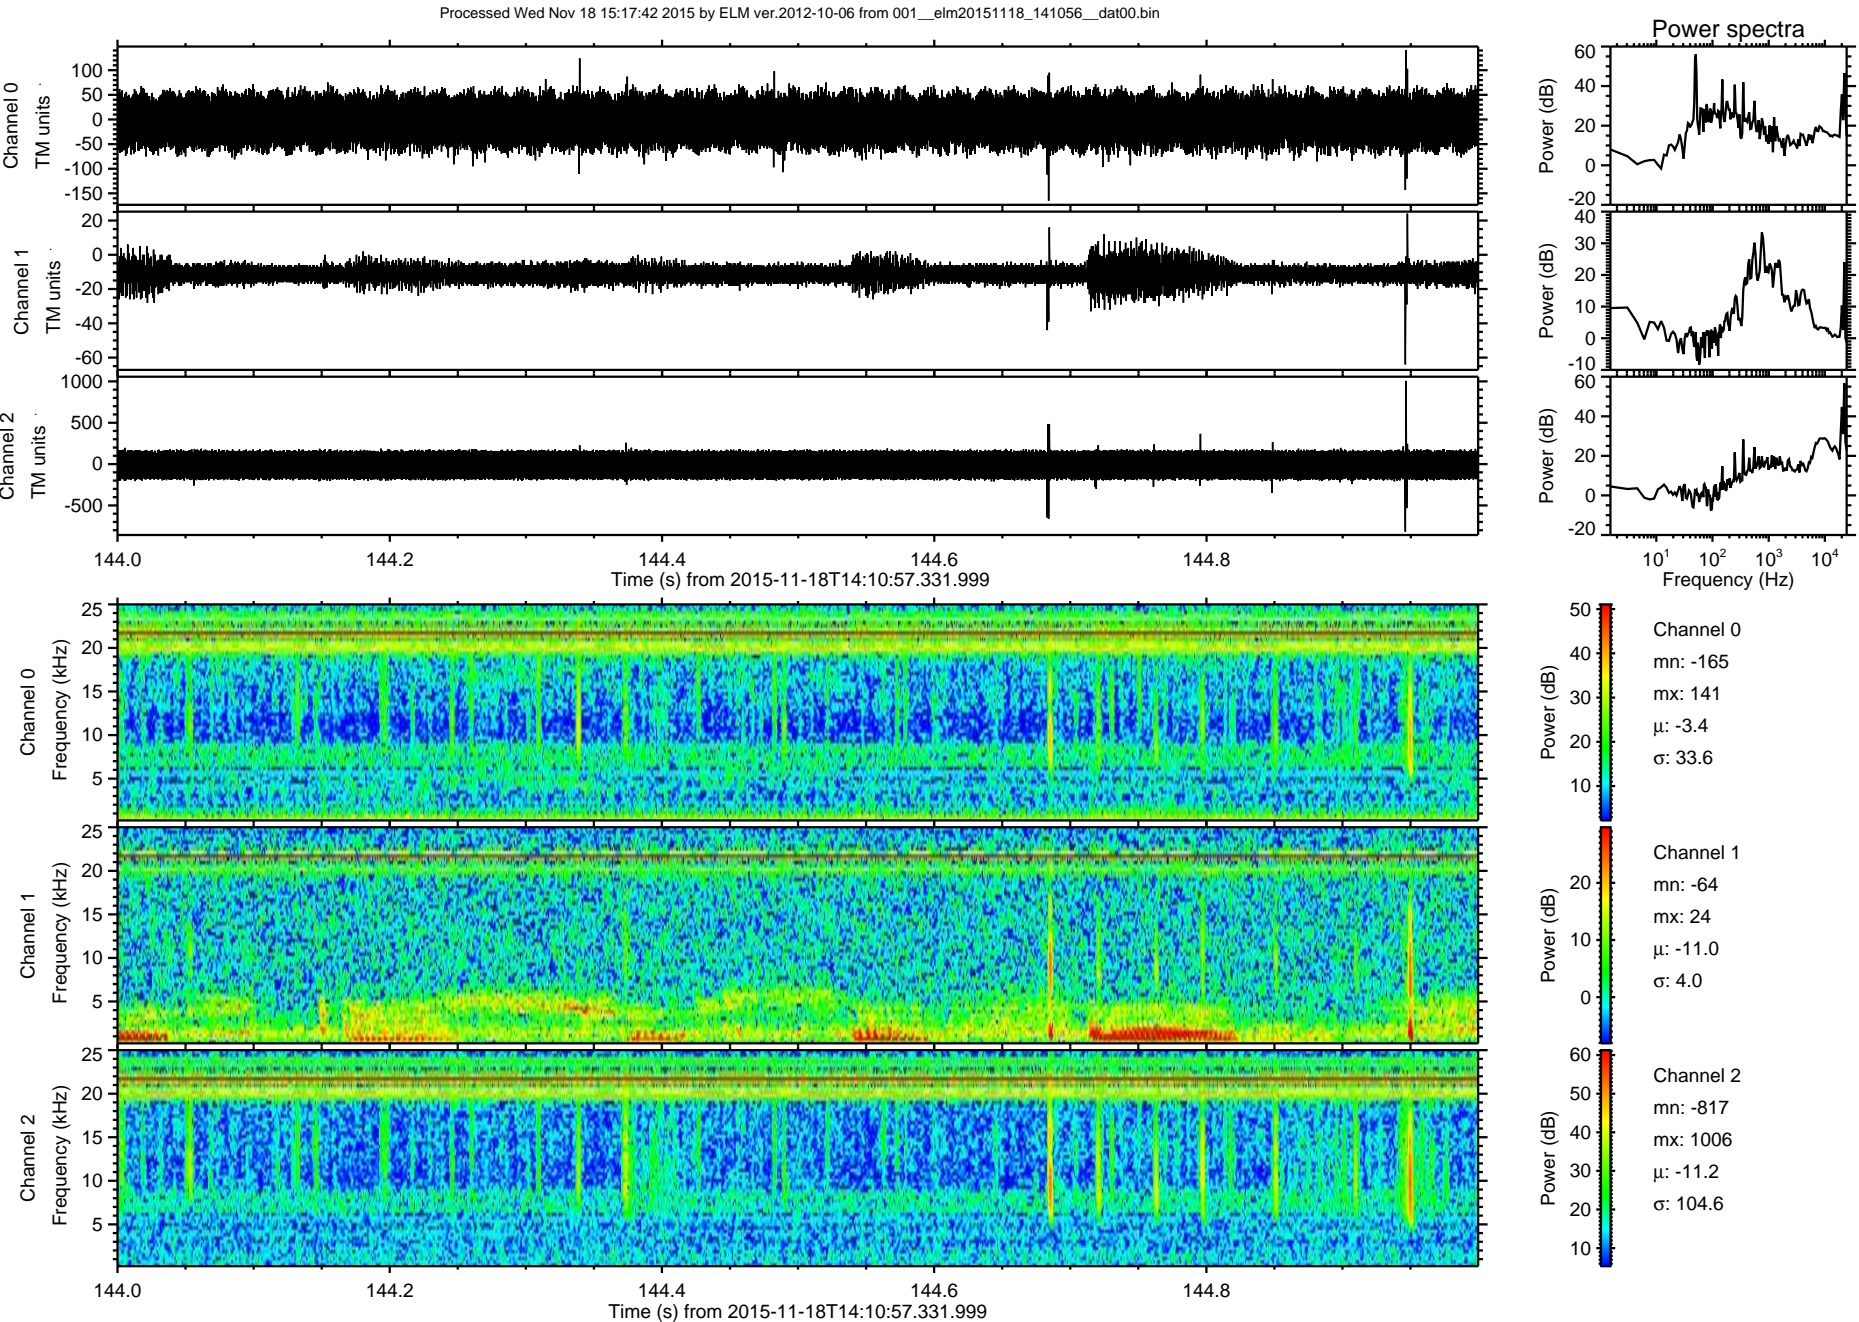 Processed Wed Nov 18 15:17:42 2015 by ELM ver.2012-10-06 from 001__elm20151118_141056__dat00.bin
Power spectra
Channel 0
TM units
100
50
0
-50
-100
-150
Power (dB)
60
40
20
0
-20
Channel 1
TM units
20
0
-20
-40
-60
Power (dB)
40
30
20
10
0
-10
Channel 2
TM units
1000
500
0
-500
Power (dB)
60
40
20
0
-20
144.0 144.2 144.4 144.6 144.8
Time (s) from 2015-11-18T14:10:57.331.999
10^1 10^2 10^3 10^4
Frequency (Hz)
Channel 0
Frequency (kHz)
25
20
15
10
5
Power (dB)
50
40
30
20
10
Channel 0
mn: -165
mx: 141
μ: -3.4
σ: 33.6
Channel 1
Frequency (kHz)
25
20
15
10
5
Power (dB)
20
10
0
Channel 1
mn: -64
mx: 24
μ: -11.0
σ: 4.0
Channel 2
Frequency (kHz)
25
20
15
10
5
Power (dB)
60
50
40
30
20
10
Channel 2
mn: -817
mx: 1006
μ: -11.2
σ: 104.6
144.0 144.2 144.4 144.6 144.8
Time (s) from 2015-11-18T14:10:57.331.999